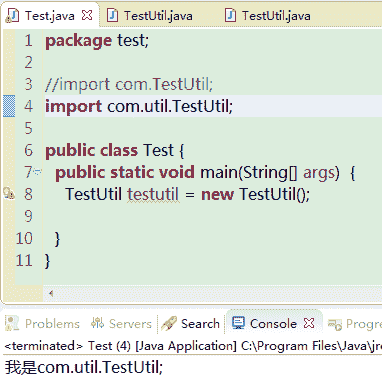 Test.java
TestUtil.java
TestUtil.java
1 package test;
2
3 //import com.TestUtil;
4 import com.util.TestUtil;
5
6 public class Test {
7 public static void main(String[] args) {
8 TestUtil testutil = new TestUtil();
9
10 }
11 }
Problems Servers Search Console Progre
<terminated> Test (4) [Java Application] C:\Program Files\Java\jre
我是com.util.TestUtil;